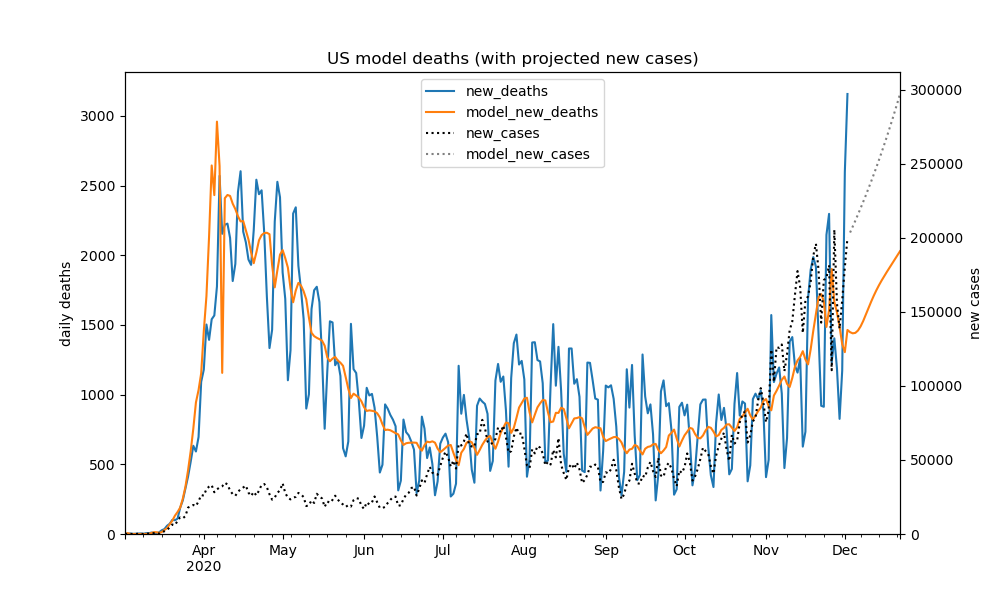 US model deaths (with projected new cases)
new_deaths
model_new_deaths
new_cases
model_new_cases
daily deaths
3000
2500
2000
1500
1000
500
0
300000
250000
200000
150000
100000
50000
0
new cases
Apr May Jun Jul Aug Sep Oct Nov Dec
2020